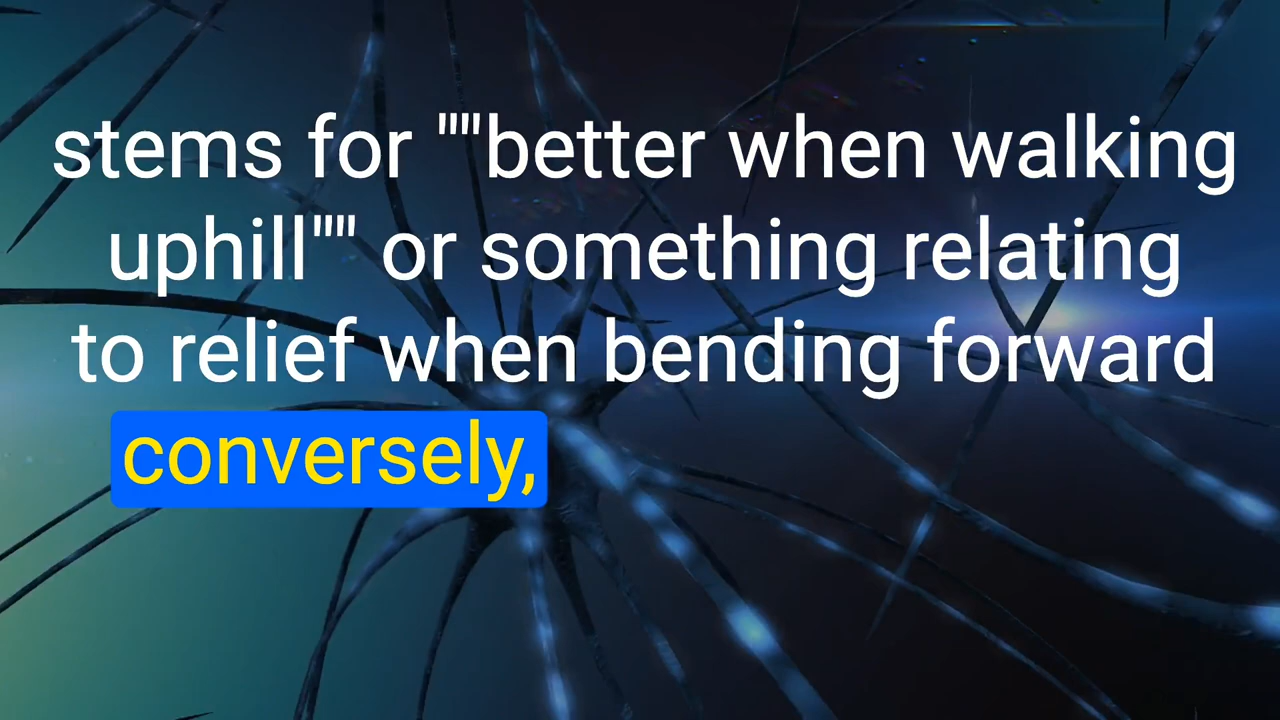 stems for """better when walking
uphill""" or something relating
to relief when bending forward
conversely,